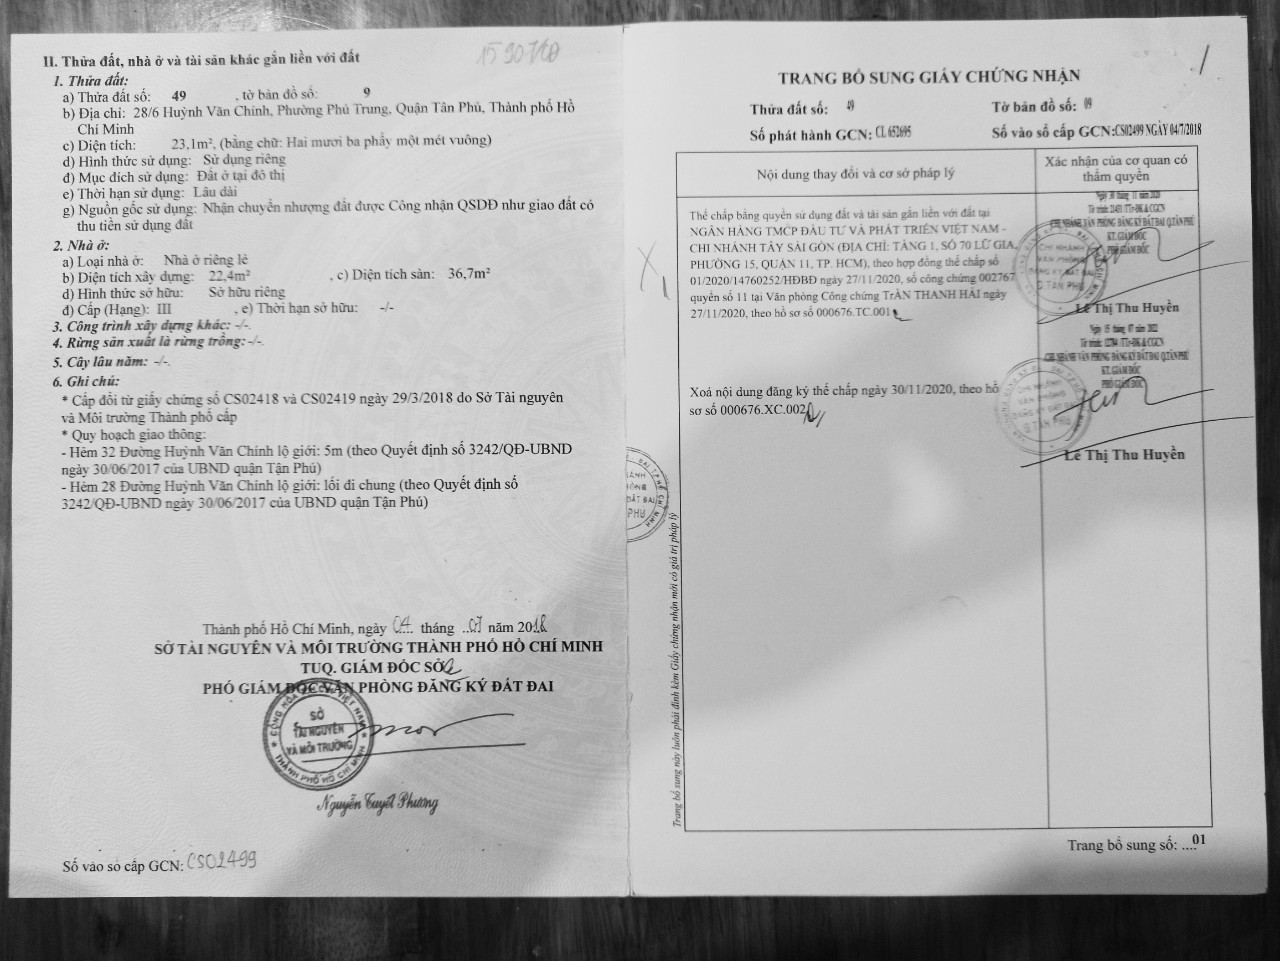 II. Thửa đất, nhà ở và tài sản khác gắn liền với đất
1. Thửa đất:
a) Thửa đất số: 49 , tờ bản đồ số: 9
b) Địa chỉ: 28/6 Huỳnh Văn Chính, Phường Phú Trung, Quận Tân Phú, Thành phố Hồ
Chí Minh
c) Diện tích: 23,1m², (bằng chữ: Hai mươi ba phẩy một mét vuông)
d) Hình thức sử dụng: Sử dụng riêng
đ) Mục đích sử dụng: Đất ở tại đô thị
e) Thời hạn sử dụng: Lâu dài
g) Nguồn gốc sử dụng: Nhận chuyển nhượng đất được Công nhận QSDĐ như giao đất có
thu tiền sử dụng đất
2. Nhà ở:
a) Loại nhà ở: Nhà ở riêng lẻ
b) Diện tích xây dựng: 22,4m² , c) Diện tích sàn: 36,7m²
d) Hình thức sở hữu: Sở hữu riêng
đ) Cấp (Hạng): III , e) Thời hạn sở hữu: -/-
3. Công trình xây dựng khác: -/-.
4. Rừng sản xuất là rừng trồng:-/-.
5. Cây lâu năm: -/-.
6. Ghi chú:
* Cấp đổi từ giấy chứng số CS02418 và CS02419 ngày 29/3/2018 do Sở Tài nguyên
và Môi trường Thành phố cấp
* Quy hoạch giao thông:
- Hẻm 32 Đường Huỳnh Văn Chính lộ giới: 5m (theo Quyết định số 3242/QĐ-UBND
ngày 30/06/2017 của UBND quận Tận Phú)
- Hẻm 28 Đường Huỳnh Văn Chính lộ giới: lối đi chung (theo Quyết định số
3242/QĐ-UBND ngày 30/06/2017 của UBND quận Tận Phú)
Thành phố Hồ Chí Minh, ngày 04 tháng 07 năm 2018
SỞ TÀI NGUYÊN VÀ MÔI TRƯỜNG THÀNH PHỐ HỒ CHÍ MINH
TUQ. GIÁM ĐỐC SỞ
PHÓ GIÁM ĐỐC VĂN PHÒNG ĐĂNG KÝ ĐẤT ĐAI
SỞ
TÀI NGUYÊN
VÀ MÔI TRƯỜNG
THÀNH PHỐ HỒ CHÍ MINH
Nguyễn Tuyết Phương
Số vào sổ cấp GCN: CS02499
TRANG BỔ SUNG GIẤY CHỨNG NHẬN
Thửa đất số: 49 Tờ bản đồ số: 09
Số phát hành GCN: CL 652695 Số vào sổ cấp GCN:CS02499 NGÀY 04/7/2018
Nội dung thay đổi và cơ sở pháp lý
Xác nhận của cơ quan có
thẩm quyền
Thế chấp bằng quyền sử dụng đất và tài sản gắn liền với đất tại
NGÂN HÀNG TMCP ĐẦU TƯ VÀ PHÁT TRIỂN VIỆT NAM -
CHI NHÁNH TÂY SÀI GÒN (ĐỊA CHỈ: TẦNG 1, SỐ 70 LỮ GIA,
PHƯỜNG 15, QUẬN 11, TP. HCM), theo hợp đồng thế chấp số
01/2020/14760252/HĐBĐ ngày 27/11/2020, số công chứng 002767
quyển số 11 tại Văn phòng Công chứng TrẦN THANH HẢI ngày
27/11/2020, theo hồ sơ số 000676.TC.001
Ngày 30 tháng 11 năm 2020
CHI NHÁNH VĂN PHÒNG ĐĂNG KÝ ĐẤT ĐAI Q.TÂN PHÚ
KT. GIÁM ĐỐC
PHÓ GIÁM ĐỐC
Lê Thị Thu Huyền
Xoá nội dung đăng ký thế chấp ngày 30/11/2020, theo hồ
sơ số 000676.XC.002
Ngày 15 tháng 07 năm 2022
CHI NHÁNH VĂN PHÒNG ĐĂNG KÝ ĐẤT ĐAI Q.TÂN PHÚ
KT. GIÁM ĐỐC
PHÓ GIÁM ĐỐC
Lê Thị Thu Huyền
Trang bổ sung này luôn phải đính kèm Giấy chứng nhận mới có giá trị pháp lý
Trang bổ sung số: ....01